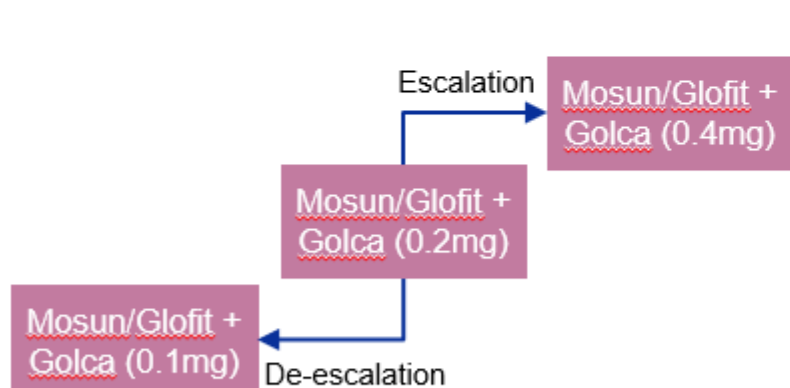 Escalation
Mosun/Glofit +
Golca (0.4mg)
Mosun/Glofit +
Golca (0.2mg)
Mosun/Glofit +
Golca (0.1mg)
De-escalation